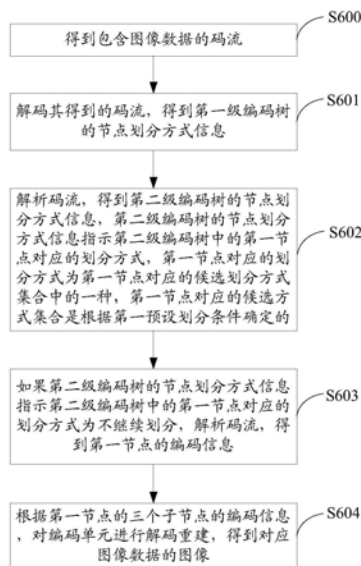 S600
得到包含图像数据的码流
S601
解码其得到的码流，得到第一级编码树
的节点划分方式信息
S602
解析码流，得到第二级编码树的节点划
分方式信息，第二级编码树的节点划分
方式信息指示第二级编码树中的第一节
点对应的划分方式，第一节点对应的划
分方式为第一节点对应的候选划分方式
集合中的一种，第一节点对应的候选方
式集合是根据第一预设划分条件确定的
S603
如果第二级编码树的节点划分方式信息
指示第二级编码树中的第一节点对应的
划分方式为不继续划分，解析码流，得
到第一节点的编码信息
S604
根据第一节点的三个子节点的编码信息
，对编码单元进行解码重建，得到对应
图像数据的图像